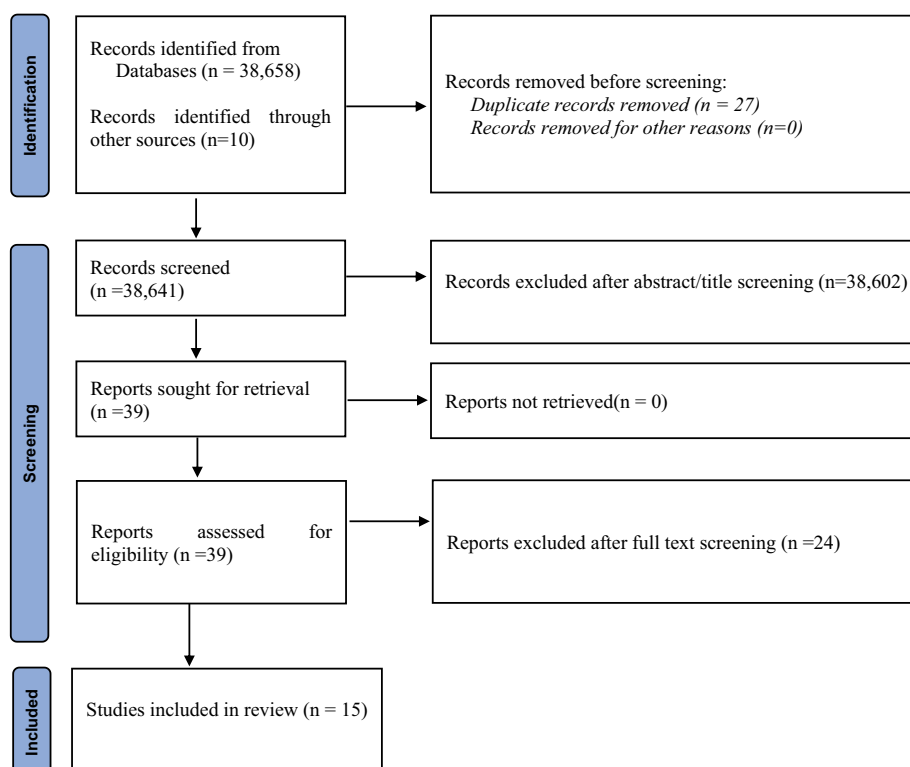 Identification
Records identified from
Databases (n = 38,658)
Records identified through
other sources (n=10)
Records removed before screening:
Duplicate records removed (n = 27)
Records removed for other reasons (n=0)
Screening
Records screened
(n =38,641)
Records excluded after abstract/title screening (n=38,602)
Reports sought for retrieval
(n =39)
Reports not retrieved(n = 0)
Reports assessed for
eligibility (n =39)
Reports excluded after full text screening (n =24)
Included
Studies included in review (n = 15)